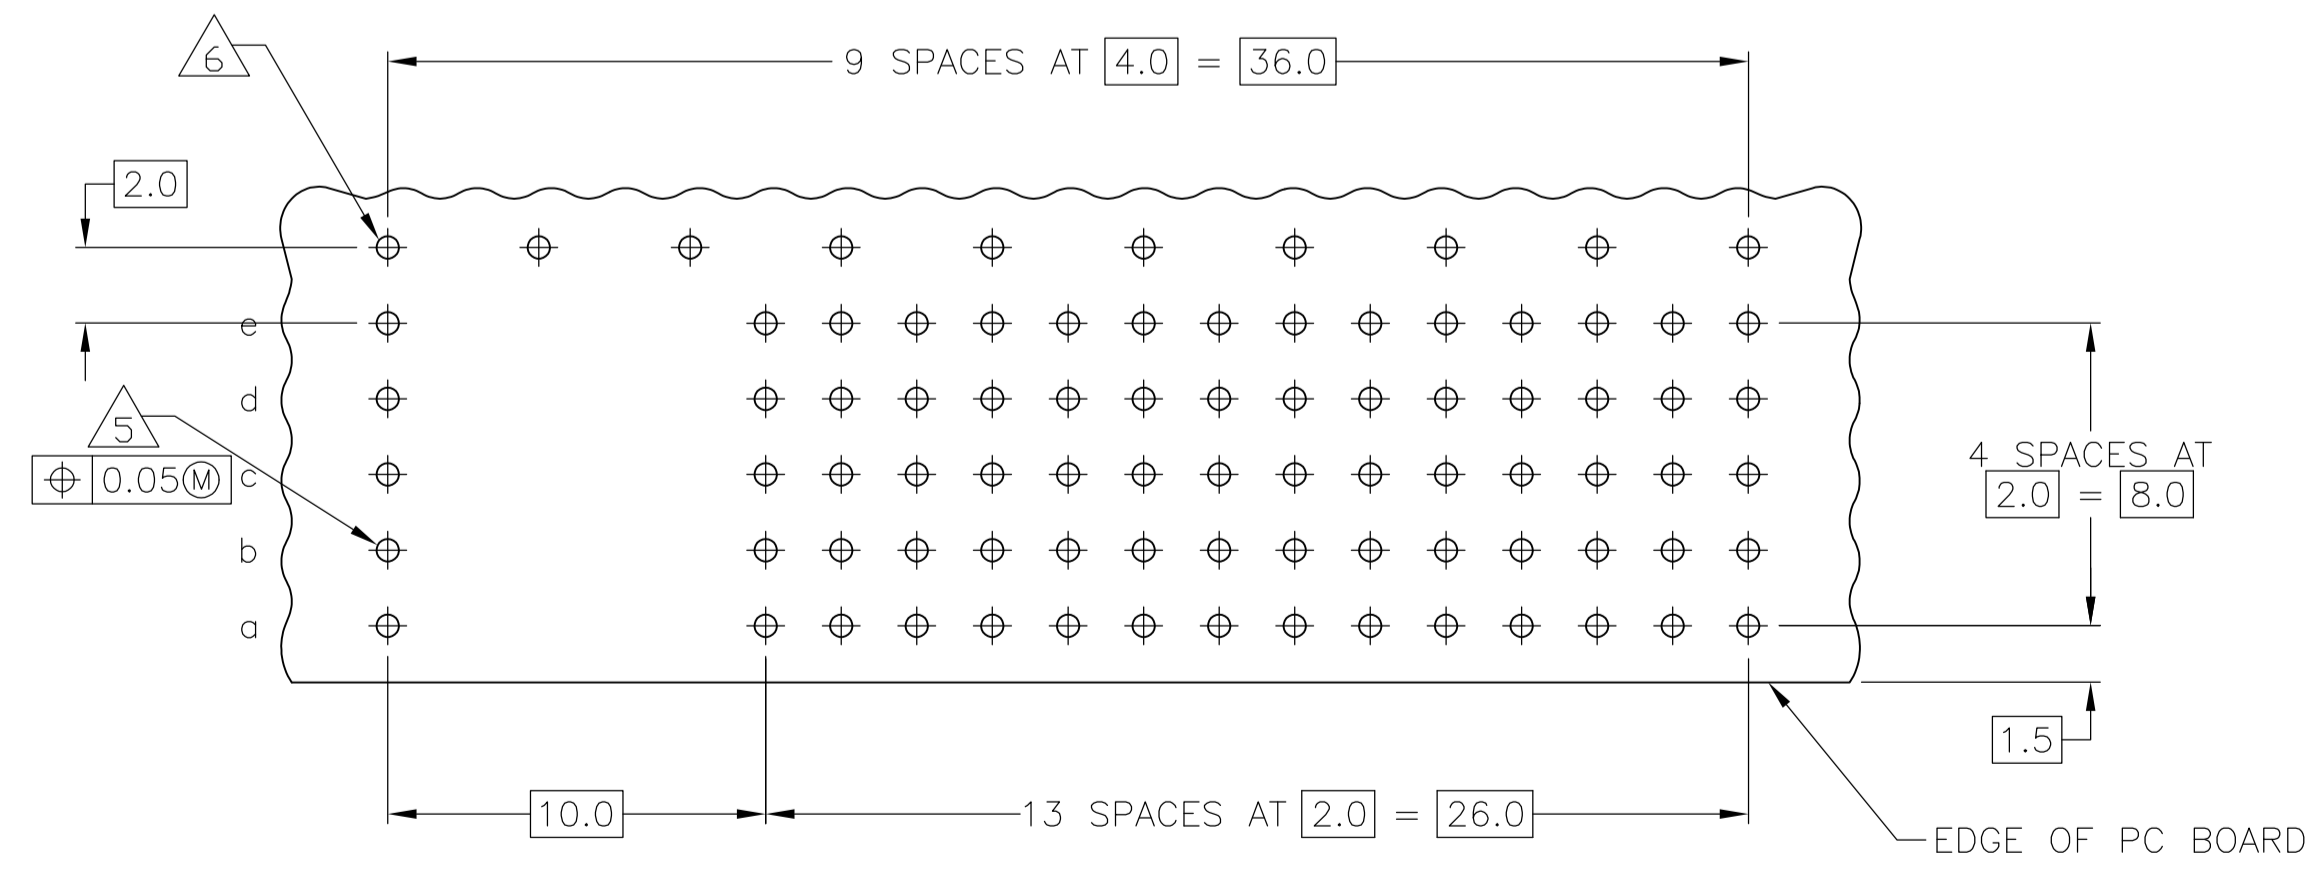 6
9 SPACES AT 4.0 = 36.0
2.0
e
d
5
⌖ 0.05Ⓜ
c
4 SPACES AT
2.0 = 8.0
b
a
1.5
10.0
13 SPACES AT 2.0 = 26.0
EDGE OF PC BOARD